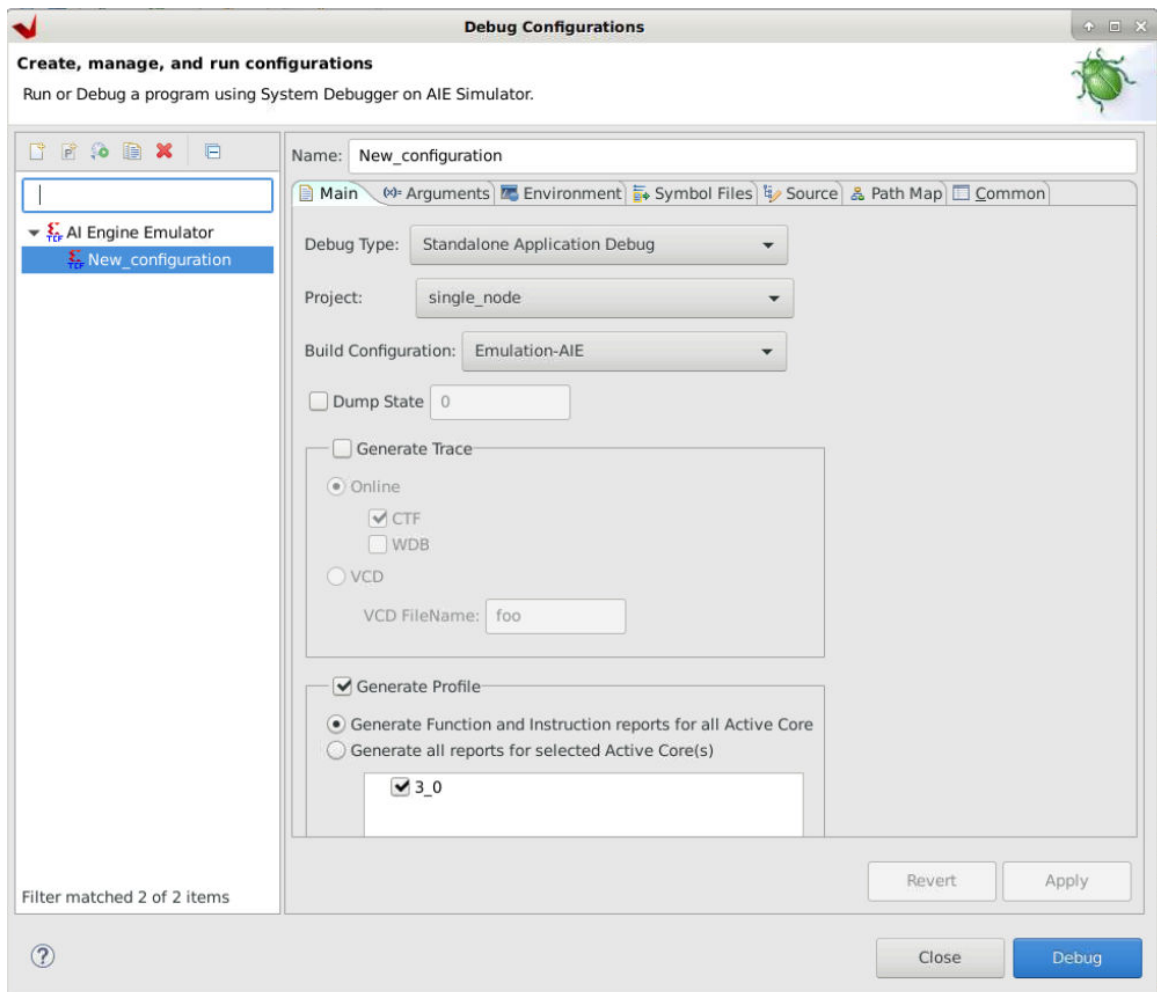 Debug Configurations
Create, manage, and run configurations
Run or Debug a program using System Debugger on AIE Simulator.
Name: New_configuration
Main (x)= Arguments Environment Symbol Files Source Path Map Common
AI Engine Emulator
New_configuration
Debug Type: Standalone Application Debug
Project: single_node
Build Configuration: Emulation-AIE
Dump State 0
Generate Trace
Online
CTF
WDB
VCD
VCD FileName: foo
Generate Profile
Generate Function and Instruction reports for all Active Core
Generate all reports for selected Active Core(s)
3_0
Filter matched 2 of 2 items
Revert Apply
? Close Debug